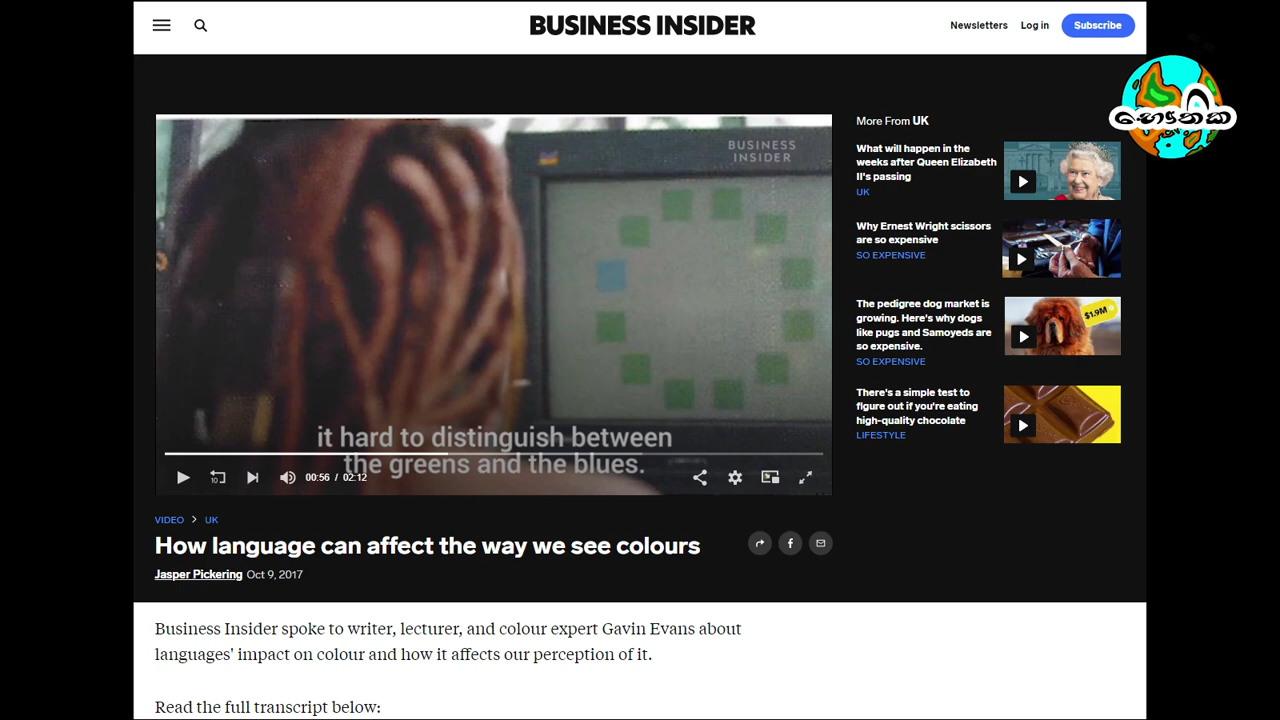 BUSINESS INSIDER
Newsletters
Log in
Subscribe
භෞතික
BUSINESS
INSIDER
it hard to distinguish between
the greens and the blues.
10
00:56 / 02:12
More From UK
What will happen in the
weeks after Queen Elizabeth
II's passing
UK
Why Ernest Wright scissors
are so expensive
SO EXPENSIVE
The pedigree dog market is
growing. Here's why dogs
like pugs and Samoyeds are
so expensive.
SO EXPENSIVE
$1.9M
There's a simple test to
figure out if you're eating
high-quality chocolate
LIFESTYLE
VIDEO > UK
How language can affect the way we see colours
Jasper Pickering Oct 9, 2017
Business Insider spoke to writer, lecturer, and colour expert Gavin Evans about
languages' impact on colour and how it affects our perception of it.
Read the full transcript below: